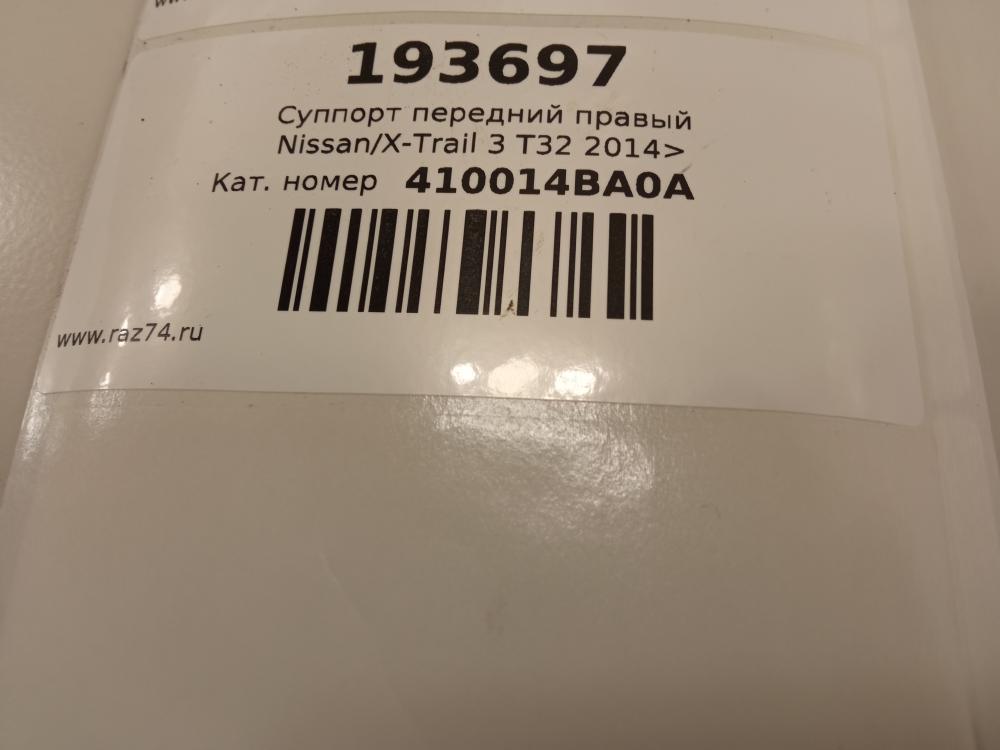 193697
Суппорт передний правый
Nissan/X-Trail 3 T32 2014>
Кат. номер 410014BA0A
www.raz74.ru